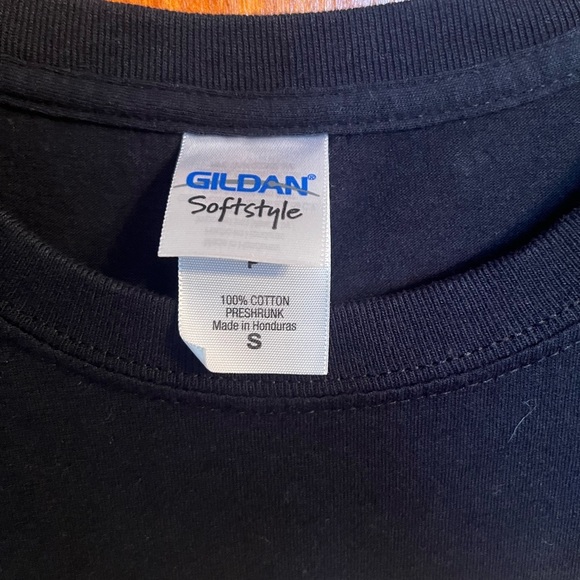 GILDAN®
Softstyle
P
100% COTTON
PRESHRUNK
Made in Honduras
S